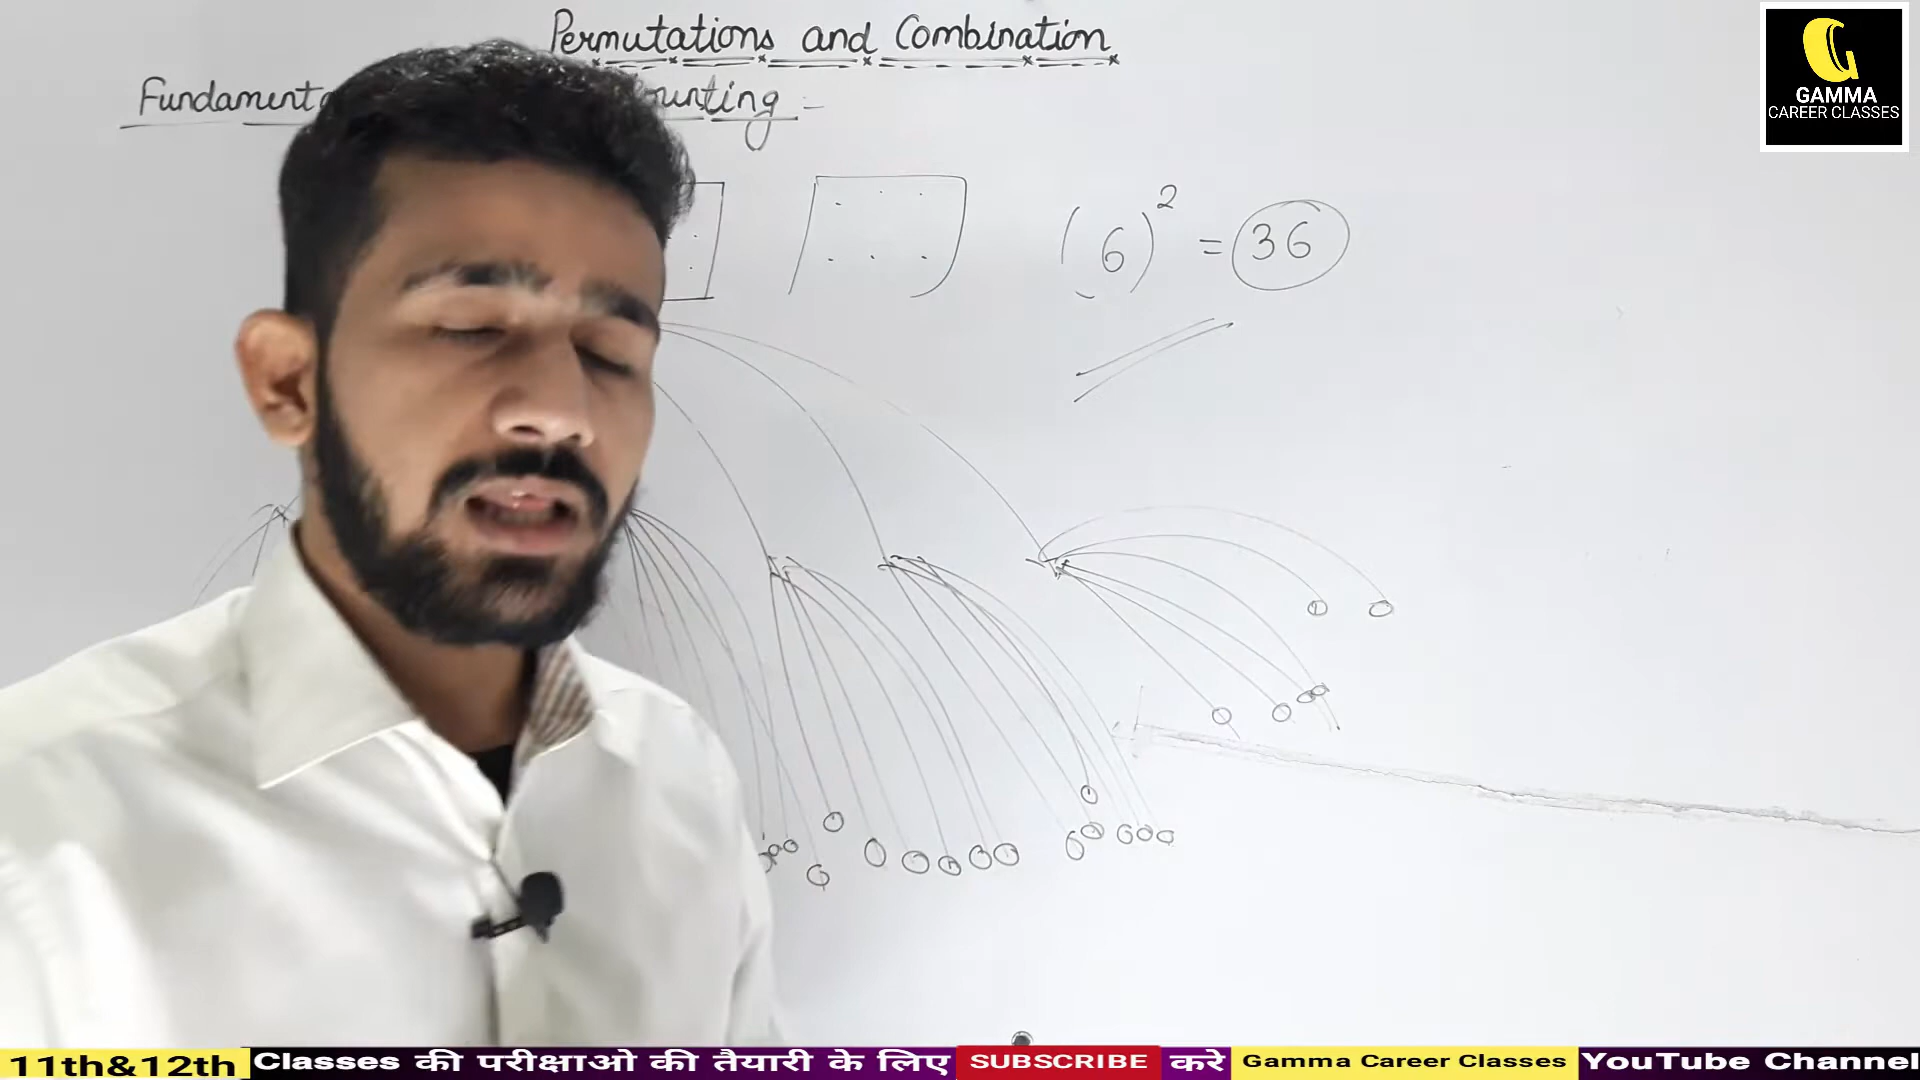 Permutations and Combination
Fundament
unting -
(6)² = 36
GAMMA
CAREER CLASSES
11th&12th Classes की परीक्षाओ की तैयारी के लिए SUBSCRIBE करे Gamma Career Classes YouTube Channel